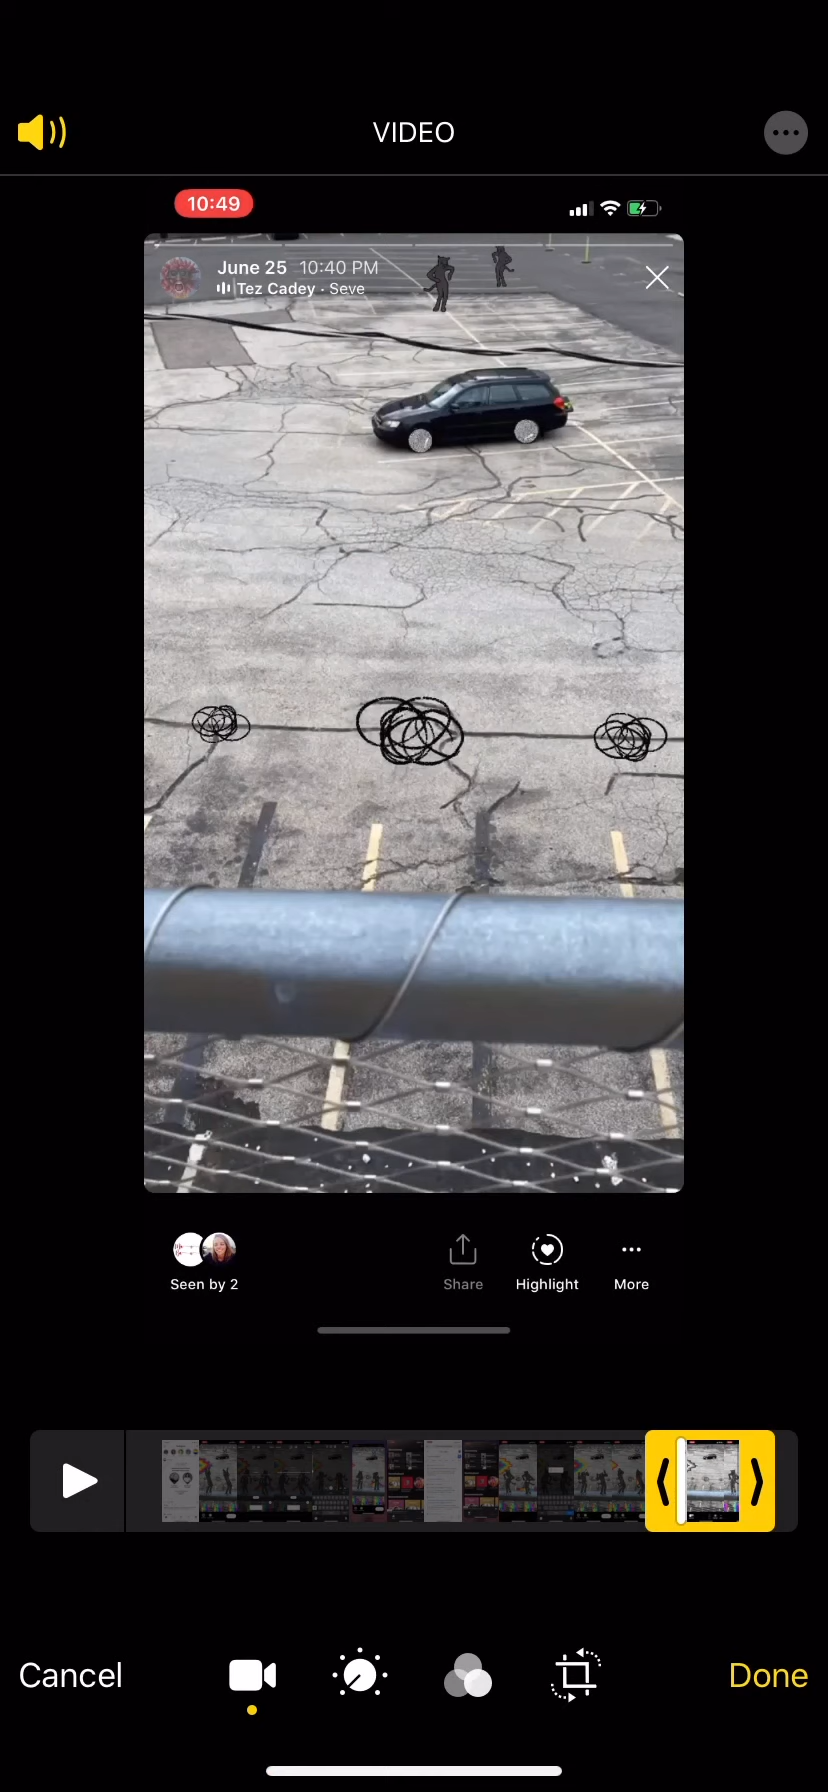 VIDEO
10:49
June 25 10:40 PM
Tez Cadey · Seve
Seen by 2
Share
Highlight
More
Cancel
Done